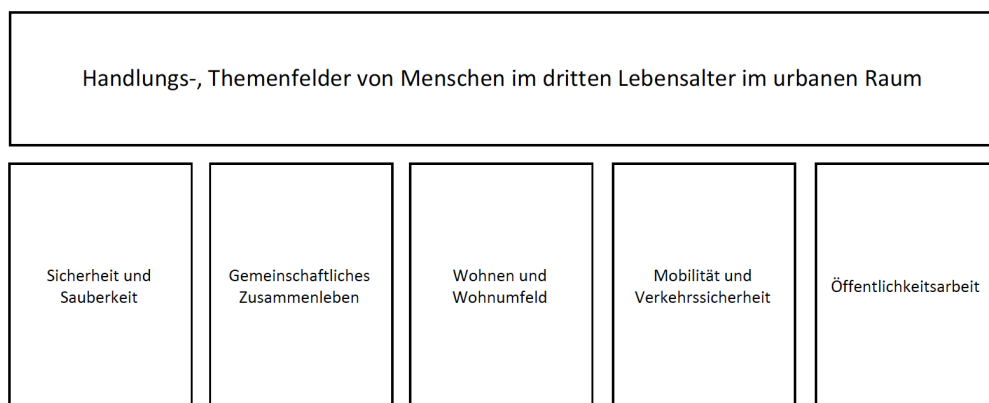 Handlungs-, Themenfelder von Menschen im dritten Lebensalter im urbanen Raum
Sicherheit und
Sauberkeit
Gemeinschaftliches
Zusammenleben
Wohnen und
Wohnumfeld
Mobilität und
Verkehrssicherheit
Öffentlichkeitsarbeit